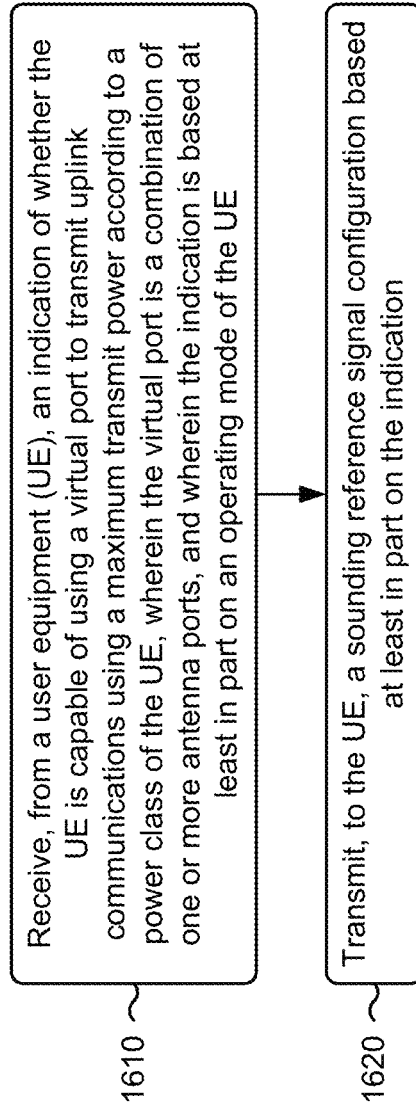 1610
Receive, from a user equipment (UE), an indication of whether the
UE is capable of using a virtual port to transmit uplink
communications using a maximum transmit power according to a
power class of the UE, wherein the virtual port is a combination of
one or more antenna ports, and wherein the indication is based at
least in part on an operating mode of the UE
1620
Transmit, to the UE, a sounding reference signal configuration based
at least in part on the indication